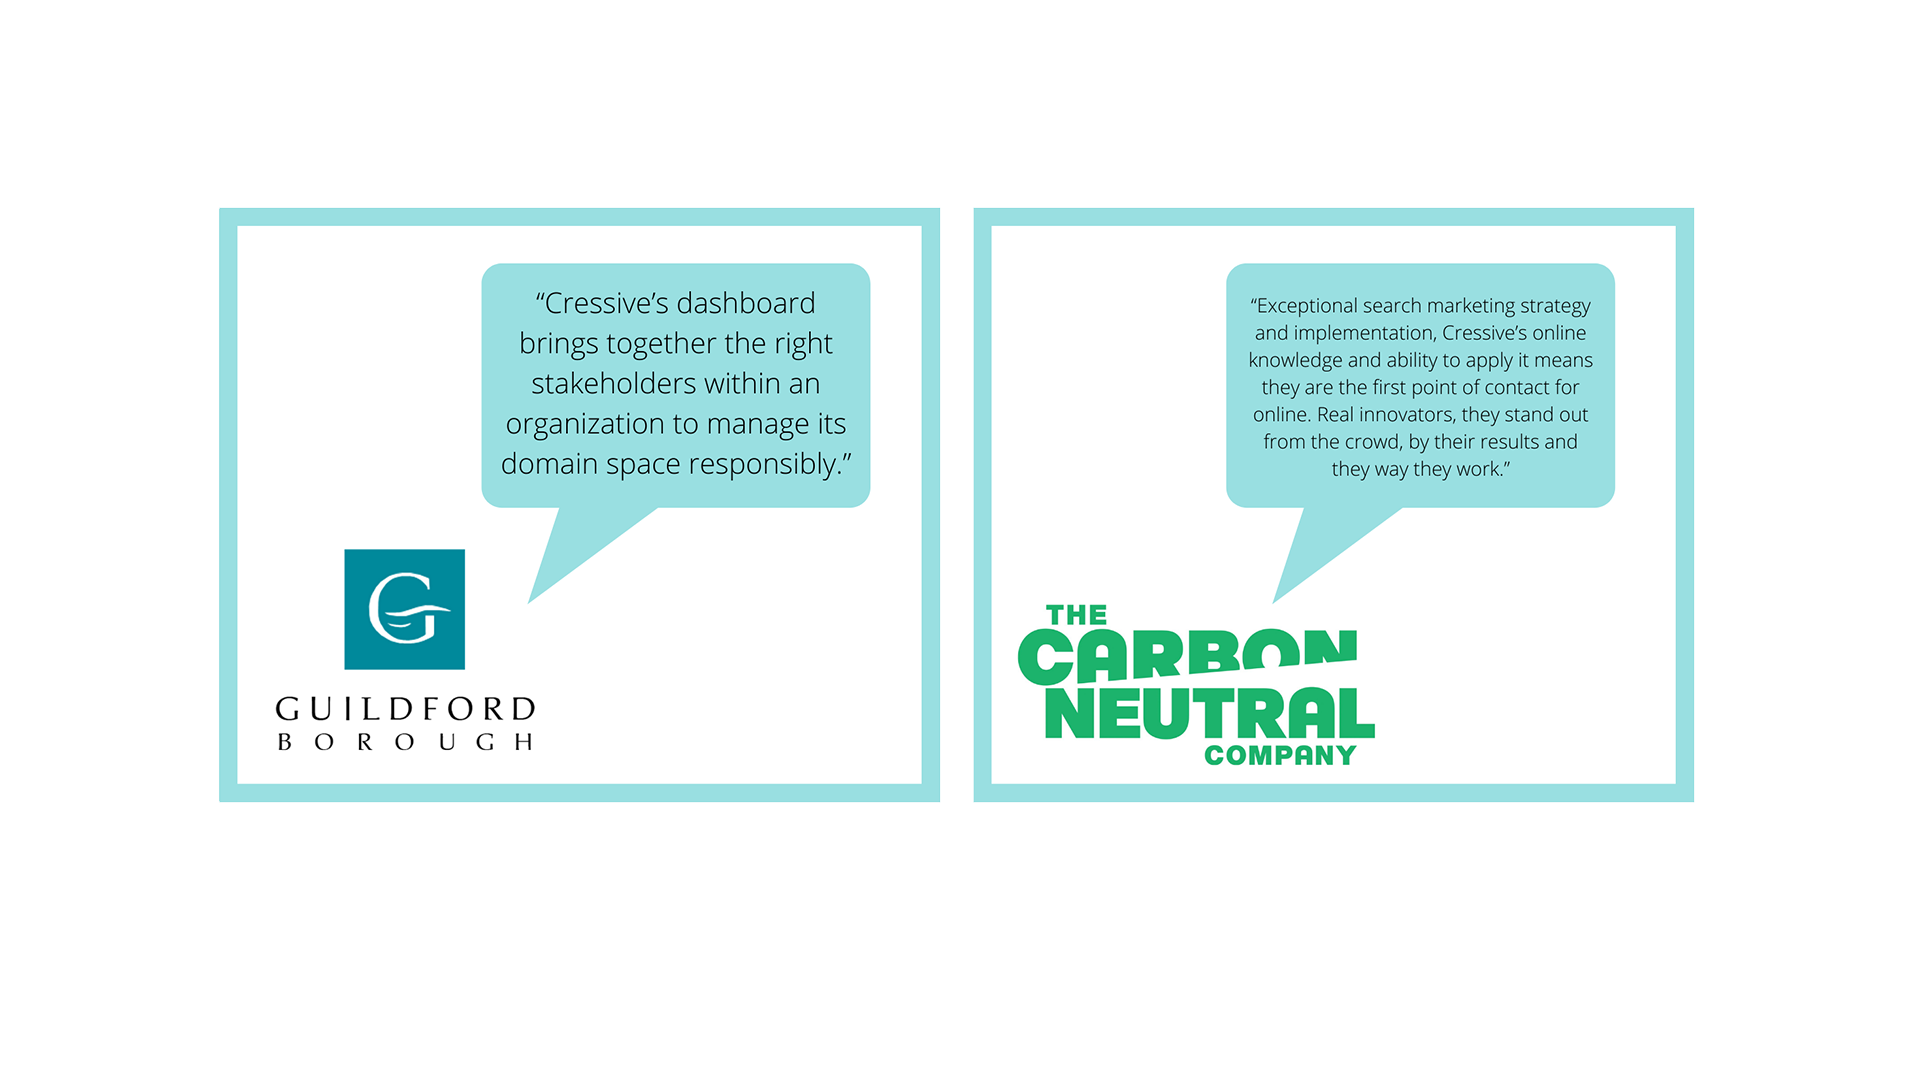 “Cressive’s dashboard
brings together the right
stakeholders within an
organization to manage its
domain space responsibly.”
G
GUILDFORD
BOROUGH
“Exceptional search marketing strategy
and implementation, Cressive’s online
knowledge and ability to apply it means
they are the first point of contact for
online. Real innovators, they stand out
from the crowd, by their results and
they way they work.”
THE
CARBON
NEUTRAL
COMPANY